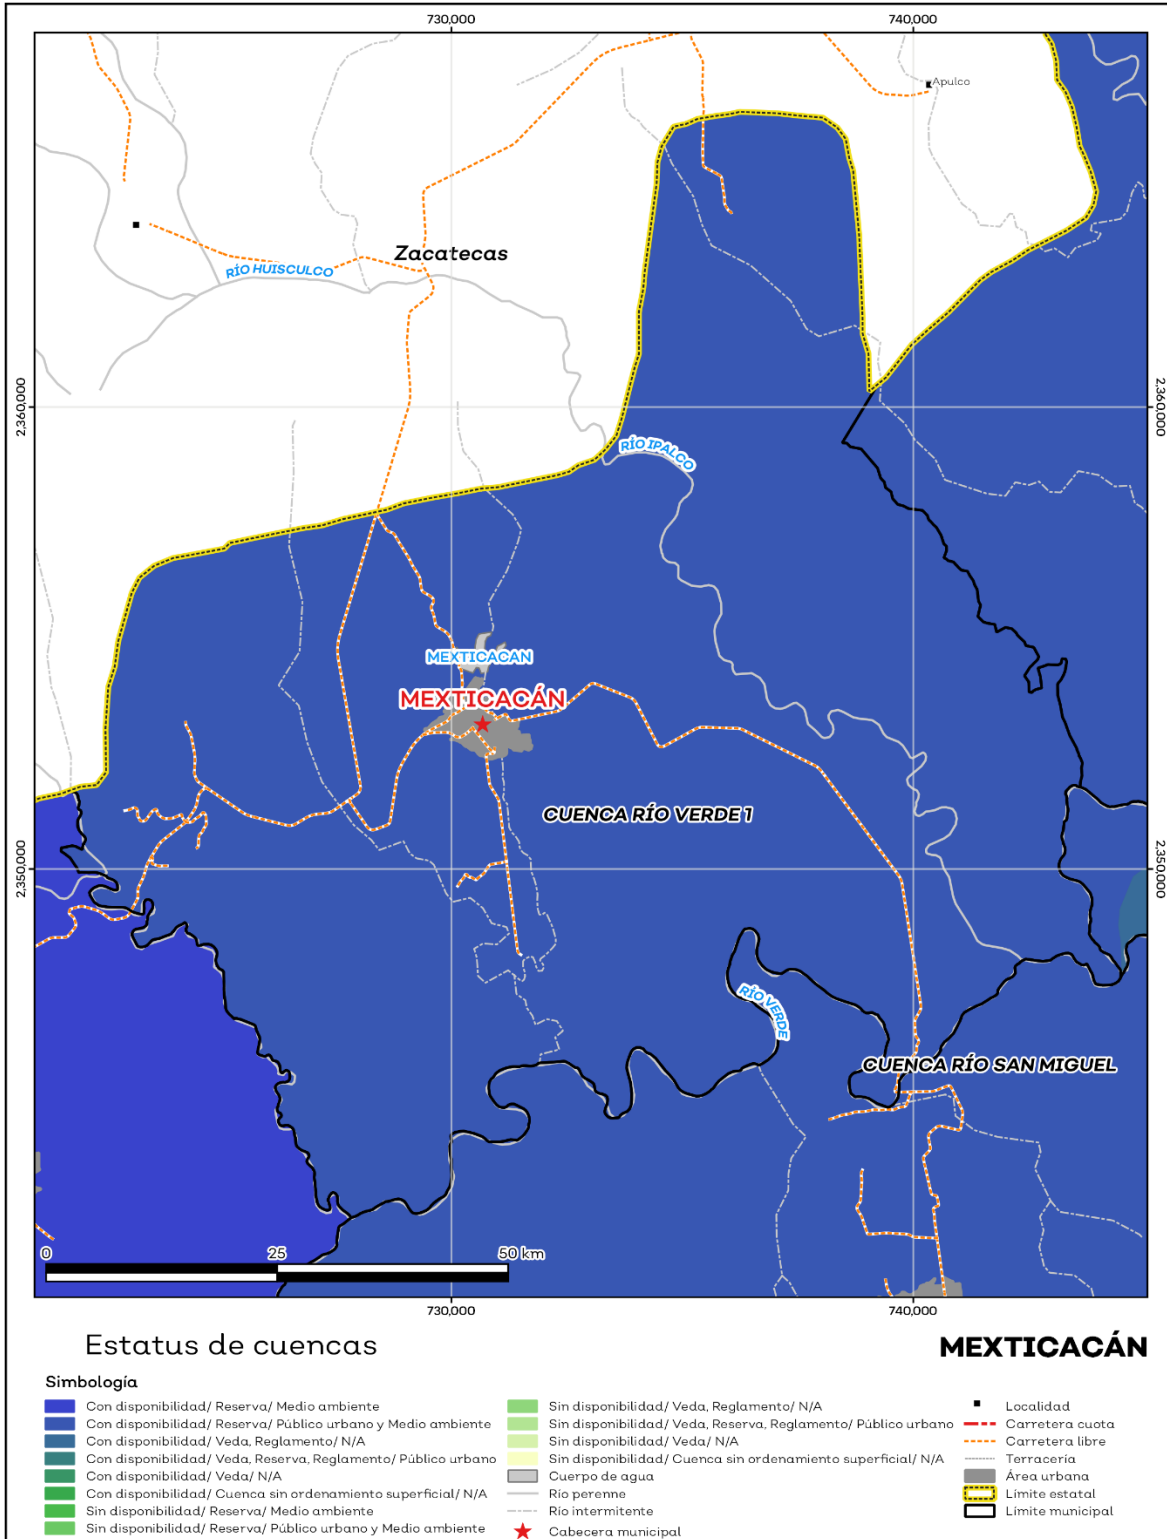 730,000
740,000
Apulco
Zacatecas
RÍO HUISCULCO
2,360,000
2,360,000
RÍO IPALCO
MEXTICACAN
MEXTICACÁN
CUENCA RÍO VERDE 1
2,350,000
2,350,000
RÍO VERDE
CUENCA RÍO SAN MIGUEL
0
25
50 km
730,000
740,000
Estatus de cuencas
MEXTICACÁN
Simbología
Con disponibilidad/ Reserva/ Medio ambiente
Con disponibilidad/ Reserva/ Público urbano y Medio ambiente
Con disponibilidad/ Veda, Reglamento/ N/A
Con disponibilidad/ Veda, Reserva, Reglamento/ Público urbano
Con disponibilidad/ Veda/ N/A
Con disponibilidad/ Cuenca sin ordenamiento superficial/ N/A
Sin disponibilidad/ Reserva/ Medio ambiente
Sin disponibilidad/ Reserva/ Público urbano y Medio ambiente
Sin disponibilidad/ Veda, Reglamento/ N/A
Sin disponibilidad/ Veda, Reserva, Reglamento/ Público urbano
Sin disponibilidad/ Veda/ N/A
Sin disponibilidad/ Cuenca sin ordenamiento superficial/ N/A
Cuerpo de agua
Río perenne
Río intermitente
Cabecera municipal
Localidad
Carretera cuota
Carretera libre
Terracería
Área urbana
Límite estatal
Límite municipal